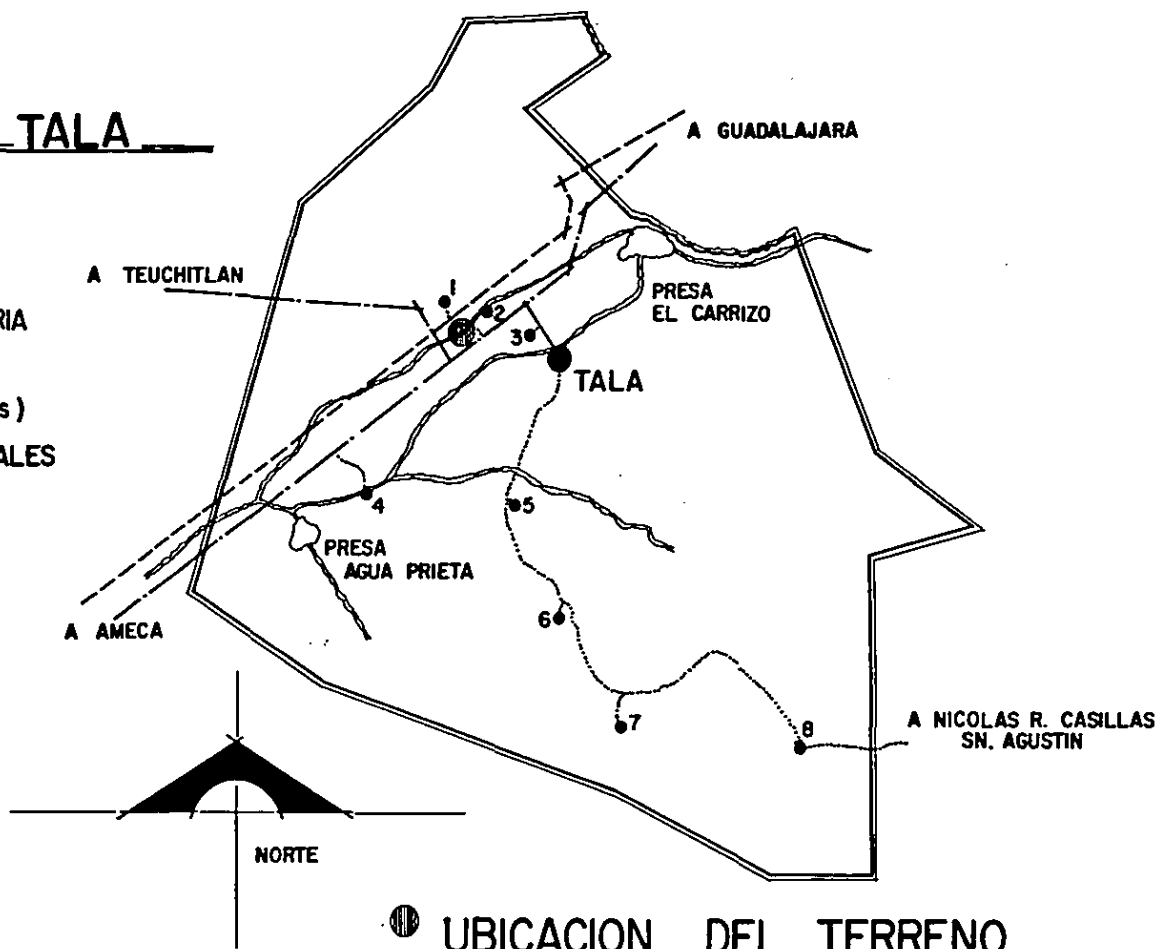 TALA
A GUADALAJARA
A TEUCHITLAN
RIA
s)
ALES
1
2
3
PRESA
EL CARRIZO
TALA
4
5
PRESA
AGUA PRIETA
6
A AMECA
7
8
A NICOLAS R. CASILLAS
SN. AGUSTIN
NORTE
UBICACION DEL TERRENO